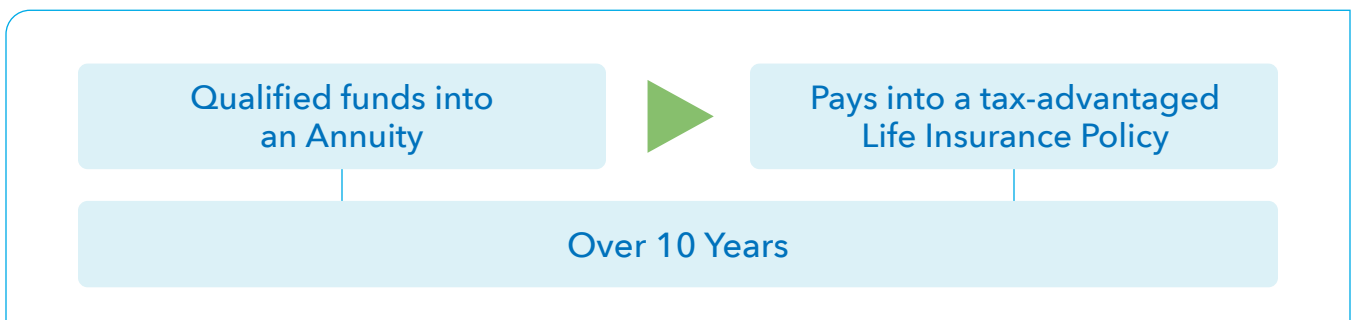 Qualified funds into
an Annuity
Pays into a tax-advantaged
Life Insurance Policy
Over 10 Years